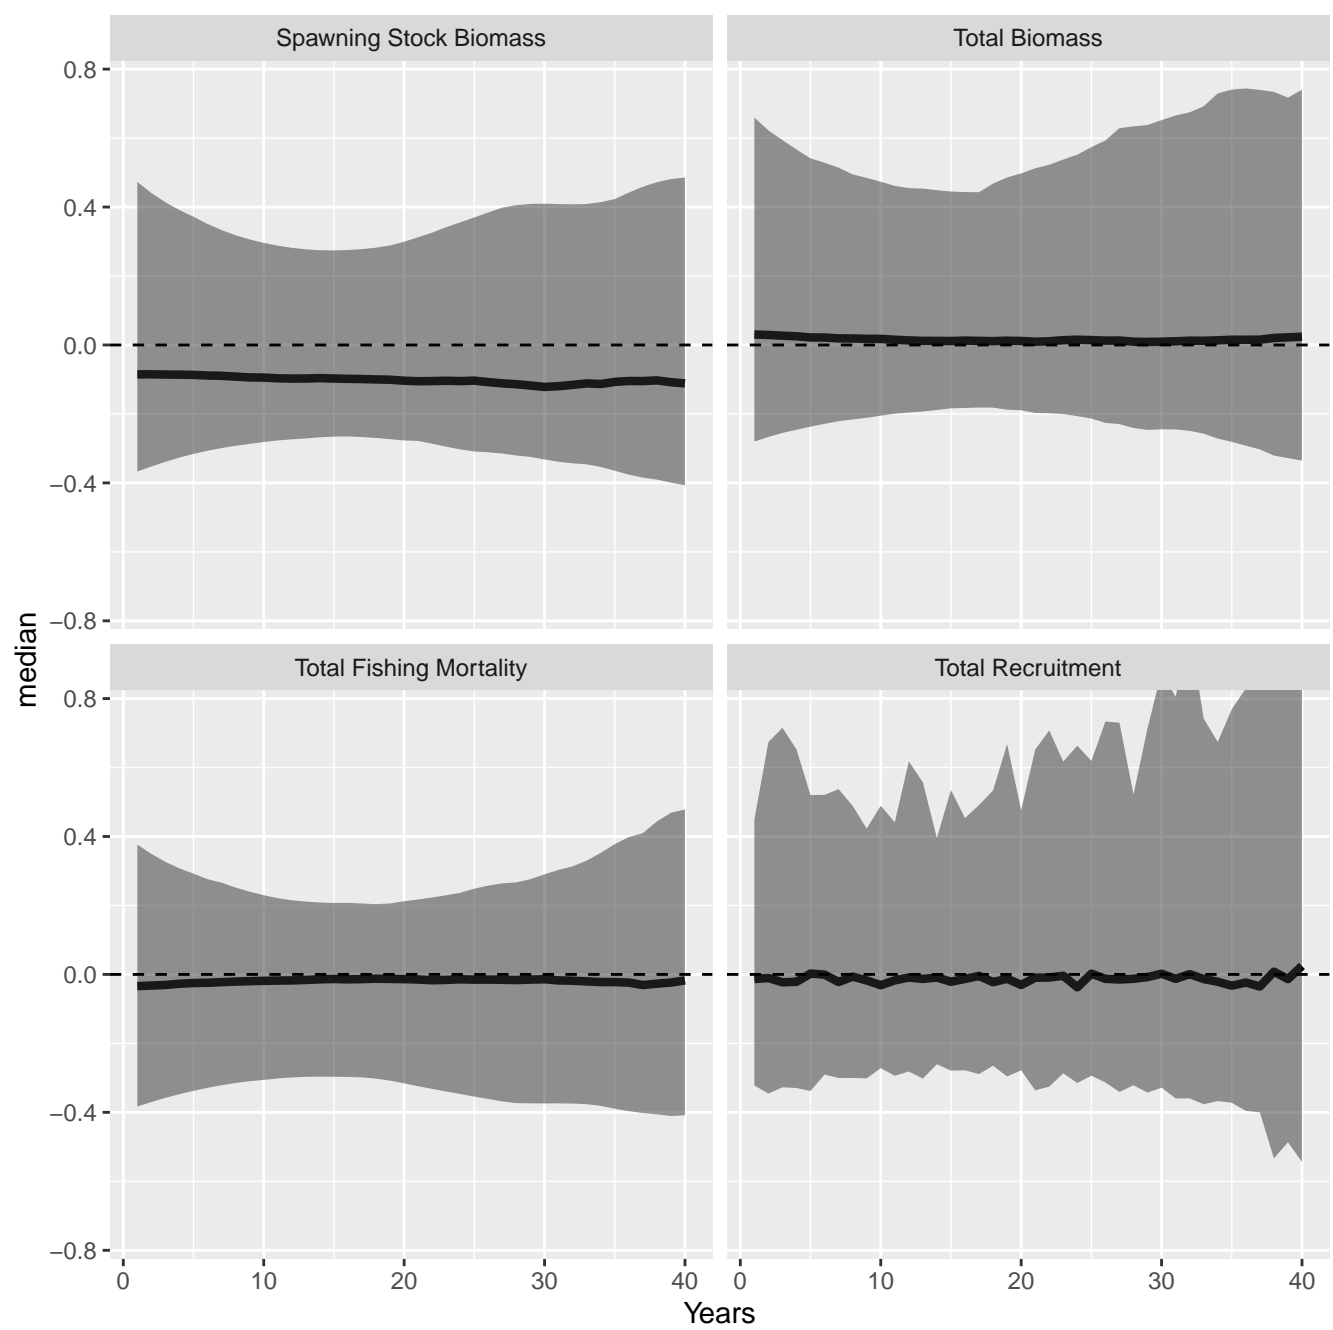 Spawning Stock Biomass
Total Biomass
0.8
0.4
0.0
−0.4
−0.8
median
Total Fishing Mortality
Total Recruitment
0.8
0.4
0.0
−0.4
−0.8
0 10 20 30 40
0 10 20 30 40
Years